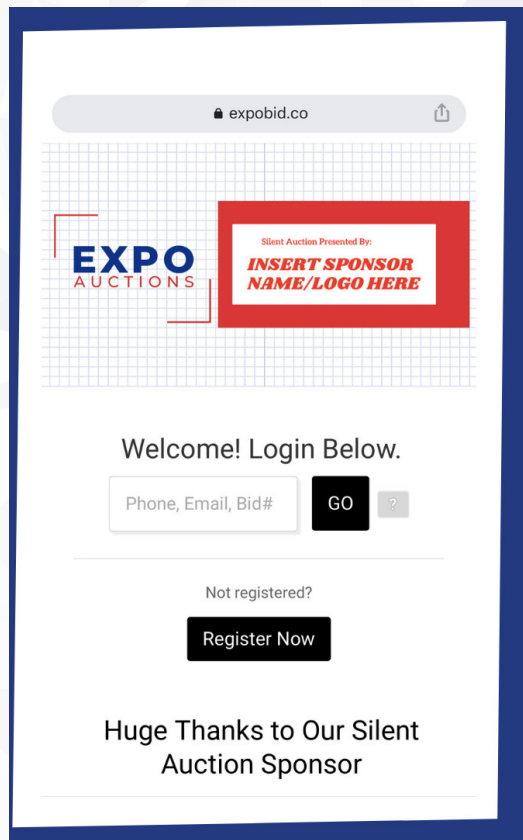 expobid.co
EXPO
AUCTIONS
Silent Auction Presented By:
INSERT SPONSOR
NAME/LOGO HERE
Welcome! Login Below.
Phone, Email, Bid#
GO
?
Not registered?
Register Now
Huge Thanks to Our Silent
Auction Sponsor